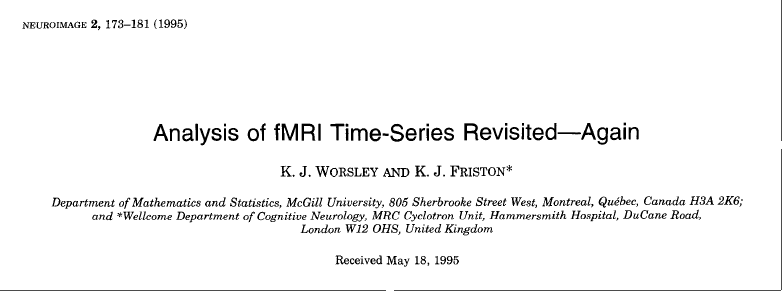 NEUROIMAGE 2, 173–181 (1995)
Analysis of fMRI Time-Series Revisited—Again
K. J. WORSLEY AND K. J. FRISTON*
Department of Mathematics and Statistics, McGill University, 805 Sherbrooke Street West, Montreal, Québec, Canada H3A 2K6;
and *Wellcome Department of Cognitive Neurology, MRC Cyclotron Unit, Hammersmith Hospital, DuCane Road,
London W12 OHS, United Kingdom
Received May 18, 1995